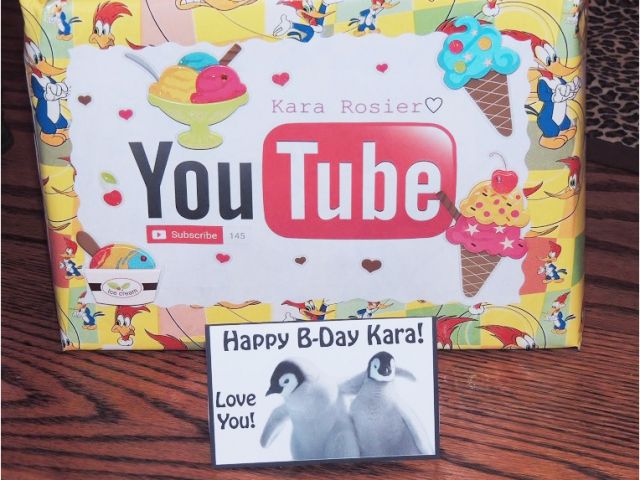 Kara Rosier♡
YouTube
Subscribe 145
ice cream
Happy B-Day Kara!
Love
You!